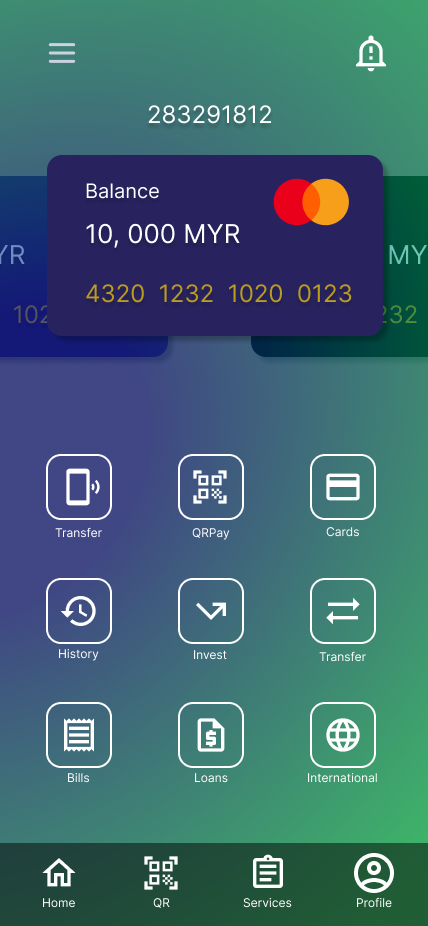 283291812
Balance
10, 000 MYR
4320 1232 1020 0123
YR
102
MY
232
Transfer
QRPay
Cards
History
Invest
Transfer
Bills
Loans
International
Home
QR
Services
Profile